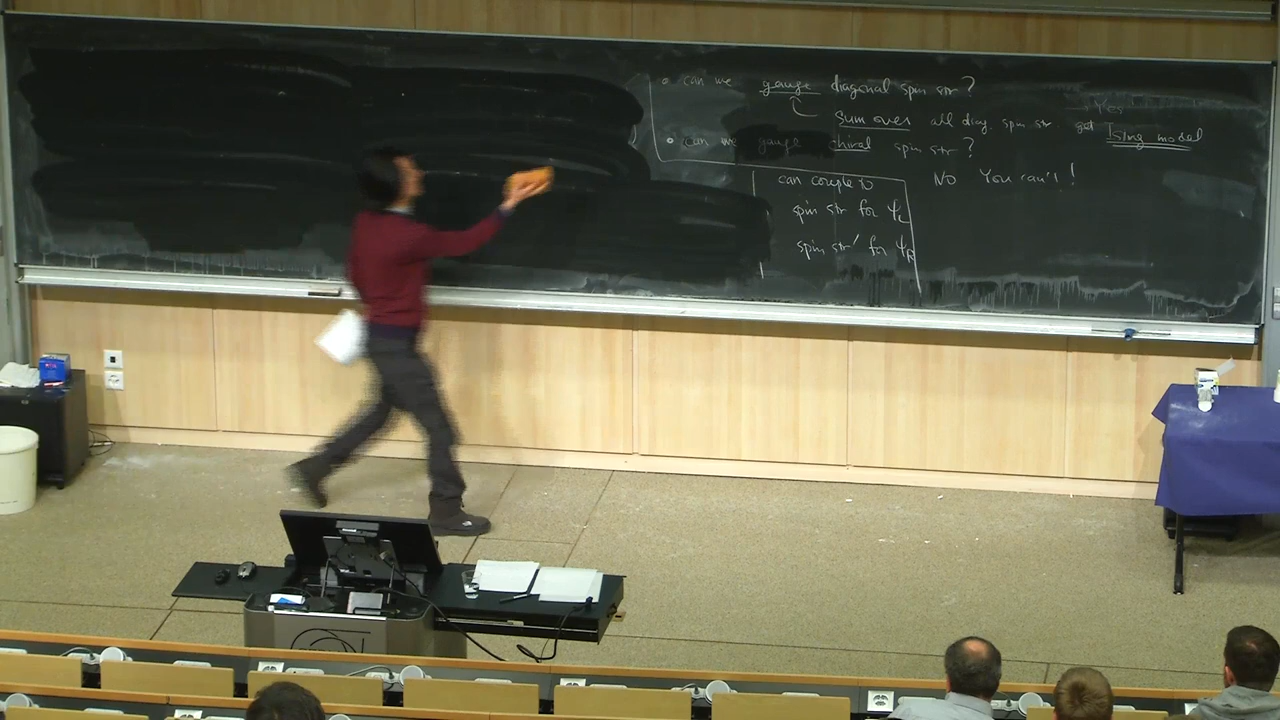 • can we gauge diagonal spin str?
→ Yes
sum over all diag. spin str get Ising model
• can we gauge chiral spin str?
can couple to
spin str for ψL
spin str' for ψR
NO You can't!